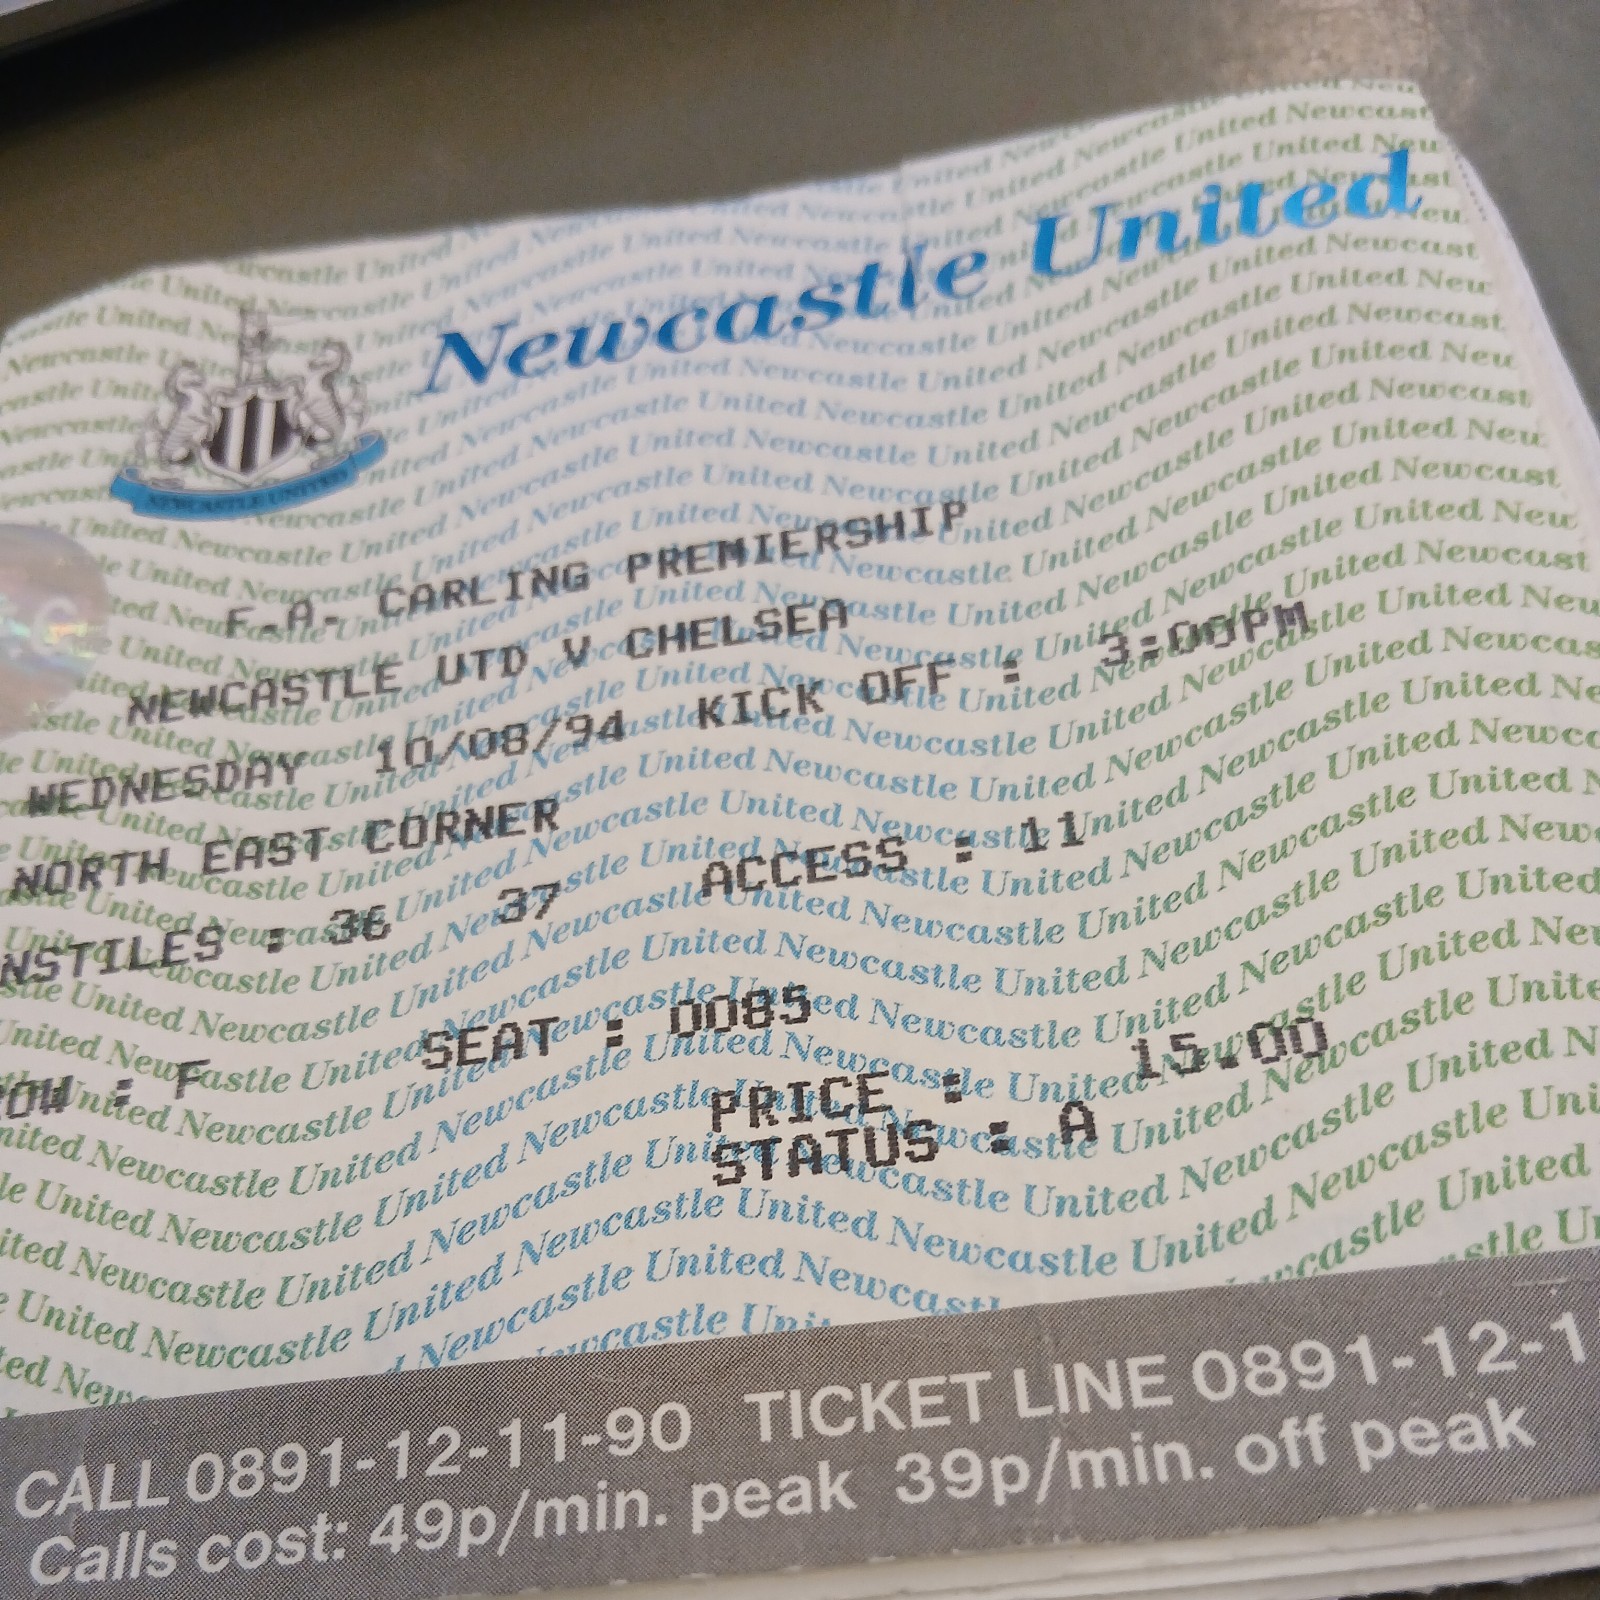 Newcastle United
NEWCASTLE UNITED
F.A. CARLING PREMIERSHIP
NEWCASTLE UTD V CHELSEA
WEDNESDAY 10/08/94 KICK OFF : 3:00PM
NORTH EAST CORNER
NSTILES : 36 37 ACCESS : 11
OW : F SEAT : 0085
PRICE : 15.00
STATUS : A
CALL 0891-12-11-90 TICKET LINE 0891-12-1
Calls cost: 49p/min. peak 39p/min. off peak